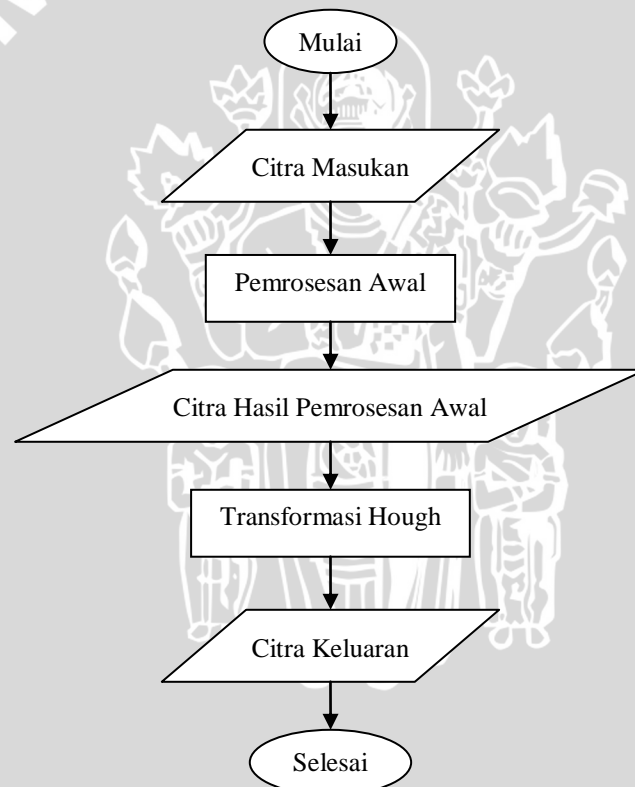 Mulai
Citra Masukan
Pemrosesan Awal
Citra Hasil Pemrosesan Awal
Transformasi Hough
Citra Keluaran
Selesai